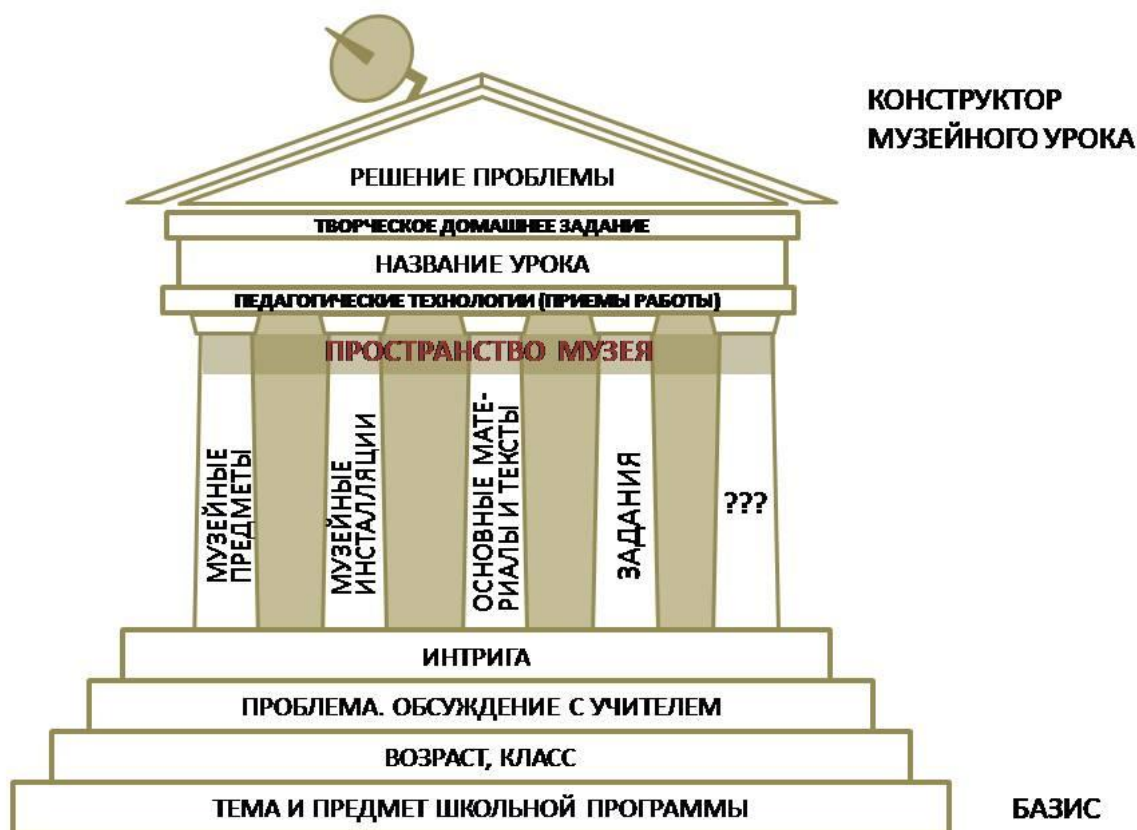 КОНСТРУКТОР
МУЗЕЙНОГО УРОКА
РЕШЕНИЕ ПРОБЛЕМЫ
ТВОРЧЕСКОЕ ДОМАШНЕЕ ЗАДАНИЕ
НАЗВАНИЕ УРОКА
ПЕДАГОГИЧЕСКИЕ ТЕХНОЛОГИИ (ПРИЕМЫ РАБОТЫ)
ПРОСТРАНСТВО МУЗЕЯ
МУЗЕЙНЫЕ
ПРЕДМЕТЫ
МУЗЕЙНЫЕ
ИНСТАЛЛЯЦИИ
ОСНОВНЫЕ МАТЕ-
РИАЛЫ И ТЕКСТЫ
ЗАДАНИЯ
???
ИНТРИГА
ПРОБЛЕМА. ОБСУЖДЕНИЕ С УЧИТЕЛЕМ
ВОЗРАСТ, КЛАСС
ТЕМА И ПРЕДМЕТ ШКОЛЬНОЙ ПРОГРАММЫ
БАЗИС